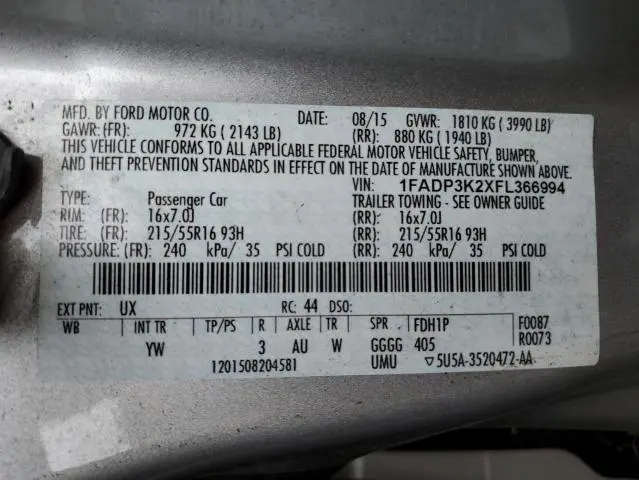 MFD. BY FORD MOTOR CO. DATE: 08/15 GVWR: 1810 KG ( 3990 LB)
GAWR:(FR): 972 KG ( 2143 LB) (RR): 880 KG ( 1940 LB)
THIS VEHICLE CONFORMS TO ALL APPLICABLE FEDERAL MOTOR VEHICLE SAFETY, BUMPER,
AND THEFT PREVENTION STANDARDS IN EFFECT ON THE DATE OF MANUFACTURE SHOWN ABOVE.
VIN: 1FADP3K2XFL366994
TYPE: Passenger Car TRAILER TOWING - SEE OWNER GUIDE
RIM: (FR): 16x7.0J (RR): 16x7.0J
TIRE: (FR): 215/55R16 93H (RR): 215/55R16 93H
PRESSURE: (FR): 240 kPa/ 35 PSI COLD (RR): 240 kPa/ 35 PSI COLD
EXT PNT: UX RC: 44 DSO:
WB INT TR TP/PS R AXLE TR SPR FDH1P F0087
YW 3 AU W GGGG 405 R0073
1201508204581 UMU ▽5U5A-3520472-AA